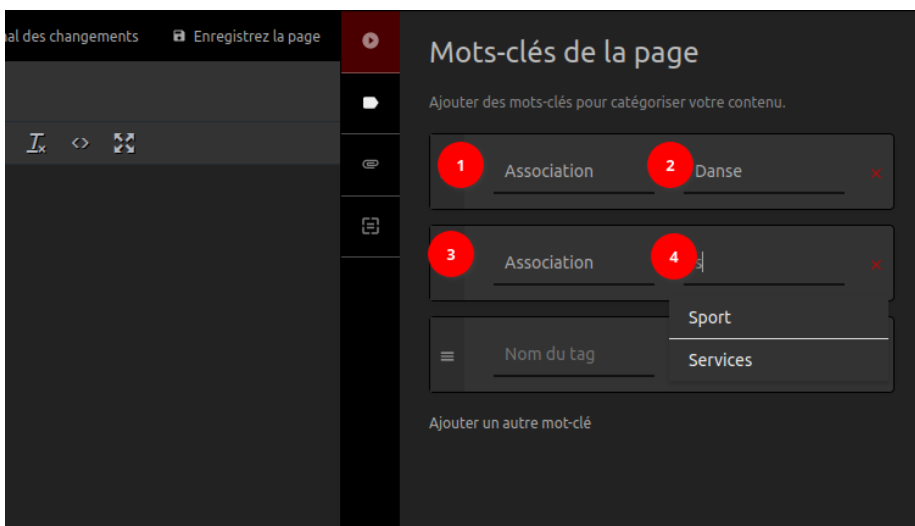 al des changements
Enregistrez la page
Mots-clés de la page
Ajouter des mots-clés pour catégoriser votre contenu.
1 Association 2 Danse
3 Association 4 s
Sport
Nom du tag
Services
Ajouter un autre mot-clé